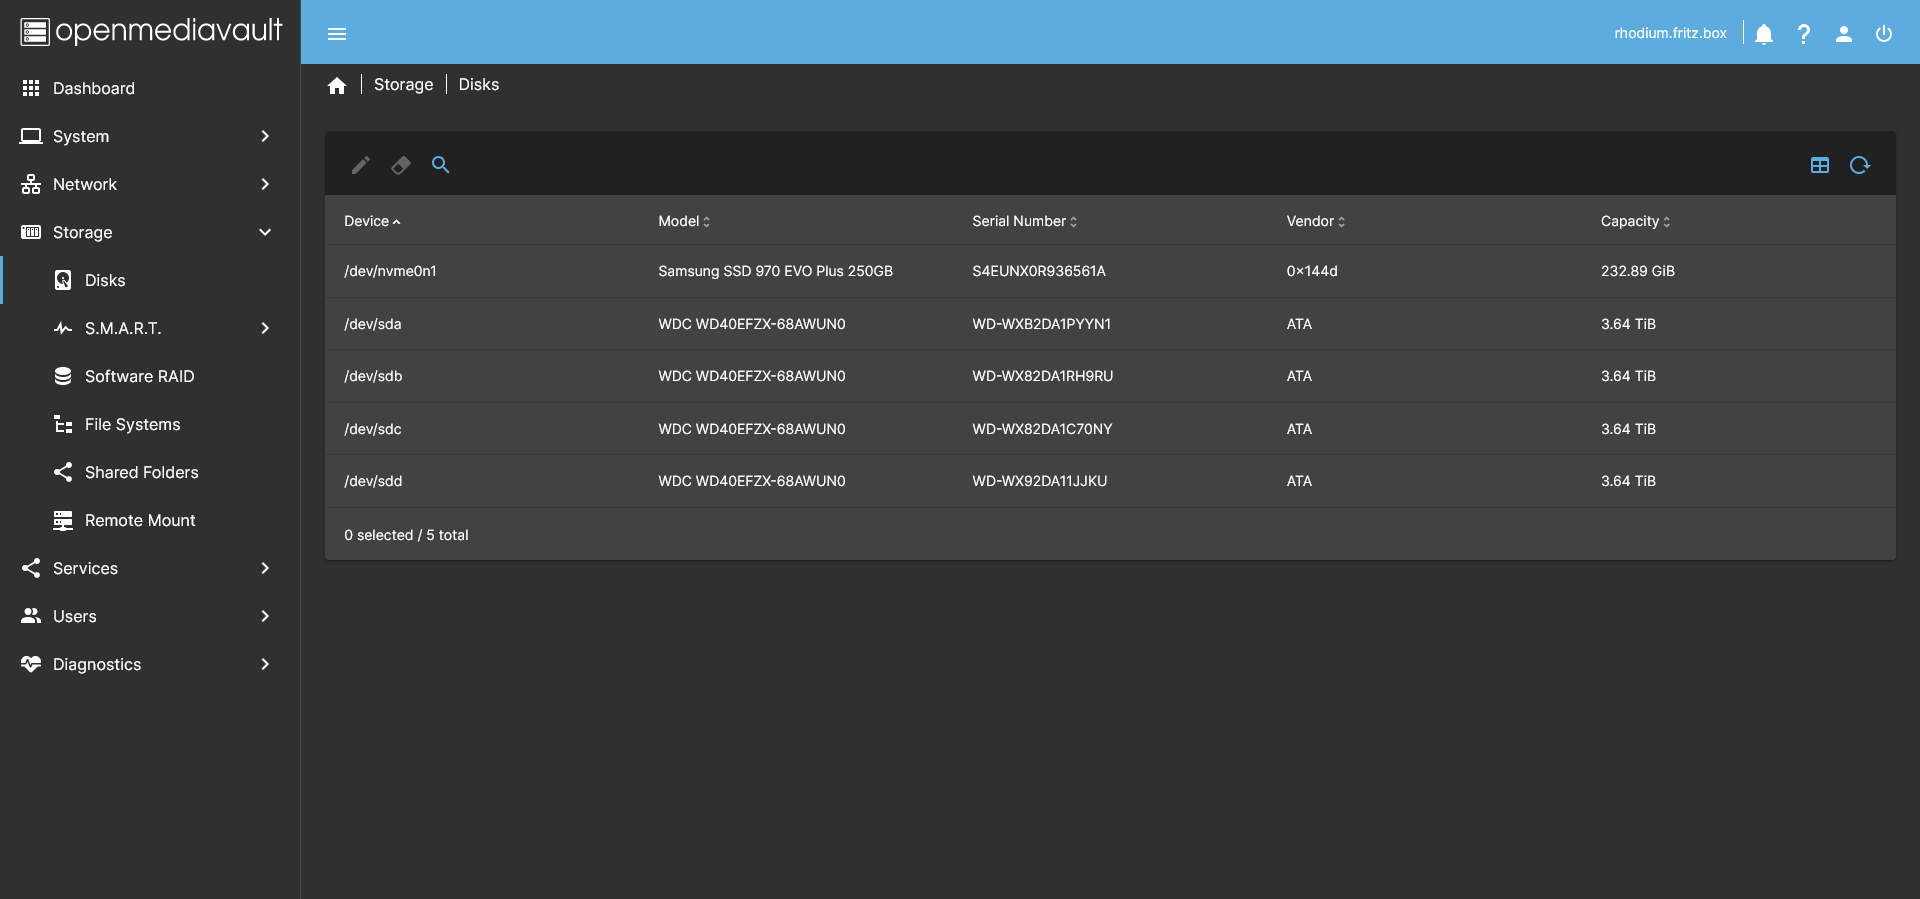 openmediavault
rhodium.fritz.box
Storage Disks
Dashboard
System
Network
Storage
Disks
S.M.A.R.T.
Software RAID
File Systems
Shared Folders
Remote Mount
Services
Users
Diagnostics
Device Model Serial Number Vendor Capacity
/dev/nvme0n1 Samsung SSD 970 EVO Plus 250GB S4EUNX0R936561A 0x144d 232.89 GiB
/dev/sda WDC WD40EFZX-68AWUN0 WD-WXB2DA1PYYN1 ATA 3.64 TiB
/dev/sdb WDC WD40EFZX-68AWUN0 WD-WX82DA1RH9RU ATA 3.64 TiB
/dev/sdc WDC WD40EFZX-68AWUN0 WD-WX82DA1C70NY ATA 3.64 TiB
/dev/sdd WDC WD40EFZX-68AWUN0 WD-WX92DA11JJKU ATA 3.64 TiB
0 selected / 5 total